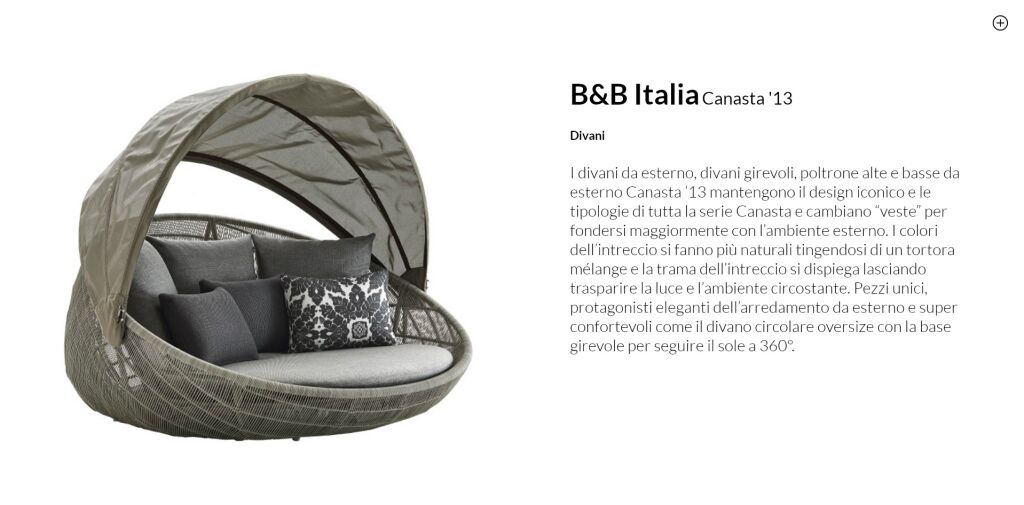 B&B Italia Canasta '13
Divani
I divani da esterno, divani girevoli, poltrone alte e basse da
esterno Canasta ’13 mantengono il design iconico e le
tipologie di tutta la serie Canasta e cambiano “veste” per
fondersi maggiormente con l’ambiente esterno. I colori
dell’intreccio si fanno più naturali tingendosi di un tortora
mélange e la trama dell’intreccio si dispiega lasciando
trasparire la luce e l’ambiente circostante. Pezzi unici,
protagonisti eleganti dell’arredamento da esterno e super
confortevoli come il divano circolare oversize con la base
girevole per seguire il sole a 360°.